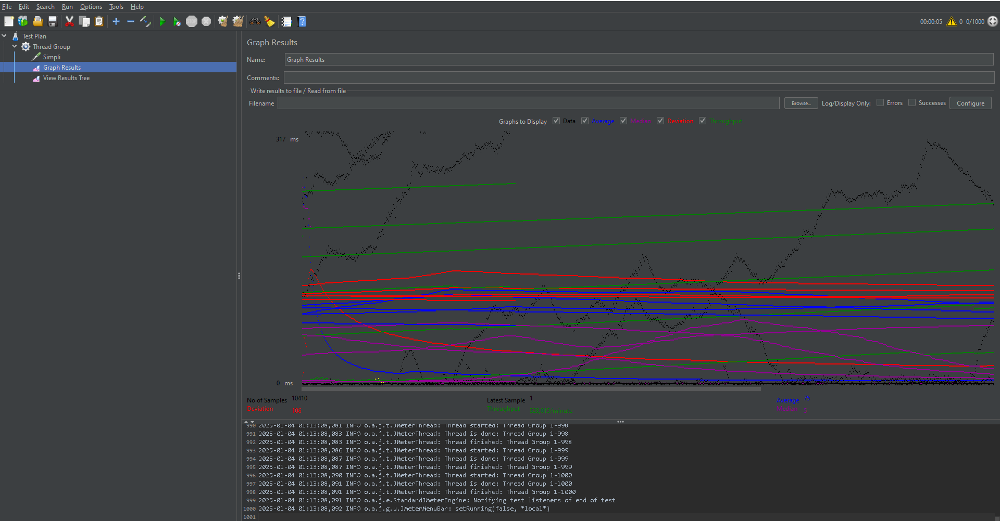 File Edit Search Run Options Tools Help
00:00:05 0 0/1000
Test Plan
Thread Group
Simpli
Graph Results
View Results Tree
Graph Results
Name: Graph Results
Comments:
Write results to file / Read from file
Filename Browse... Log/Display Only: Errors Successes Configure
Graphs to Display Data Average Median Deviation Throughput
317 ms
0 ms
No of Samples 10410 Latest Sample 1 Average 75
Deviation 106 Throughput 328,015/minute Median
990 2025-01-04 01:13:08,081 INFO o.a.j.t.JMeterThread: Thread started: Thread Group 1-998
991 2025-01-04 01:13:08,083 INFO o.a.j.t.JMeterThread: Thread is done: Thread Group 1-998
992 2025-01-04 01:13:08,083 INFO o.a.j.t.JMeterThread: Thread finished: Thread Group 1-998
993 2025-01-04 01:13:08,086 INFO o.a.j.t.JMeterThread: Thread started: Thread Group 1-999
994 2025-01-04 01:13:08,087 INFO o.a.j.t.JMeterThread: Thread is done: Thread Group 1-999
995 2025-01-04 01:13:08,087 INFO o.a.j.t.JMeterThread: Thread finished: Thread Group 1-999
996 2025-01-04 01:13:08,090 INFO o.a.j.t.JMeterThread: Thread started: Thread Group 1-1000
997 2025-01-04 01:13:08,091 INFO o.a.j.t.JMeterThread: Thread is done: Thread Group 1-1000
998 2025-01-04 01:13:08,091 INFO o.a.j.t.JMeterThread: Thread finished: Thread Group 1-1000
999 2025-01-04 01:13:08,091 INFO o.a.j.e.StandardJMeterEngine: Notifying test listeners of end of test
1000 2025-01-04 01:13:08,092 INFO o.a.j.g.u.JMeterMenuBar: setRunning(false, *local*)
1001